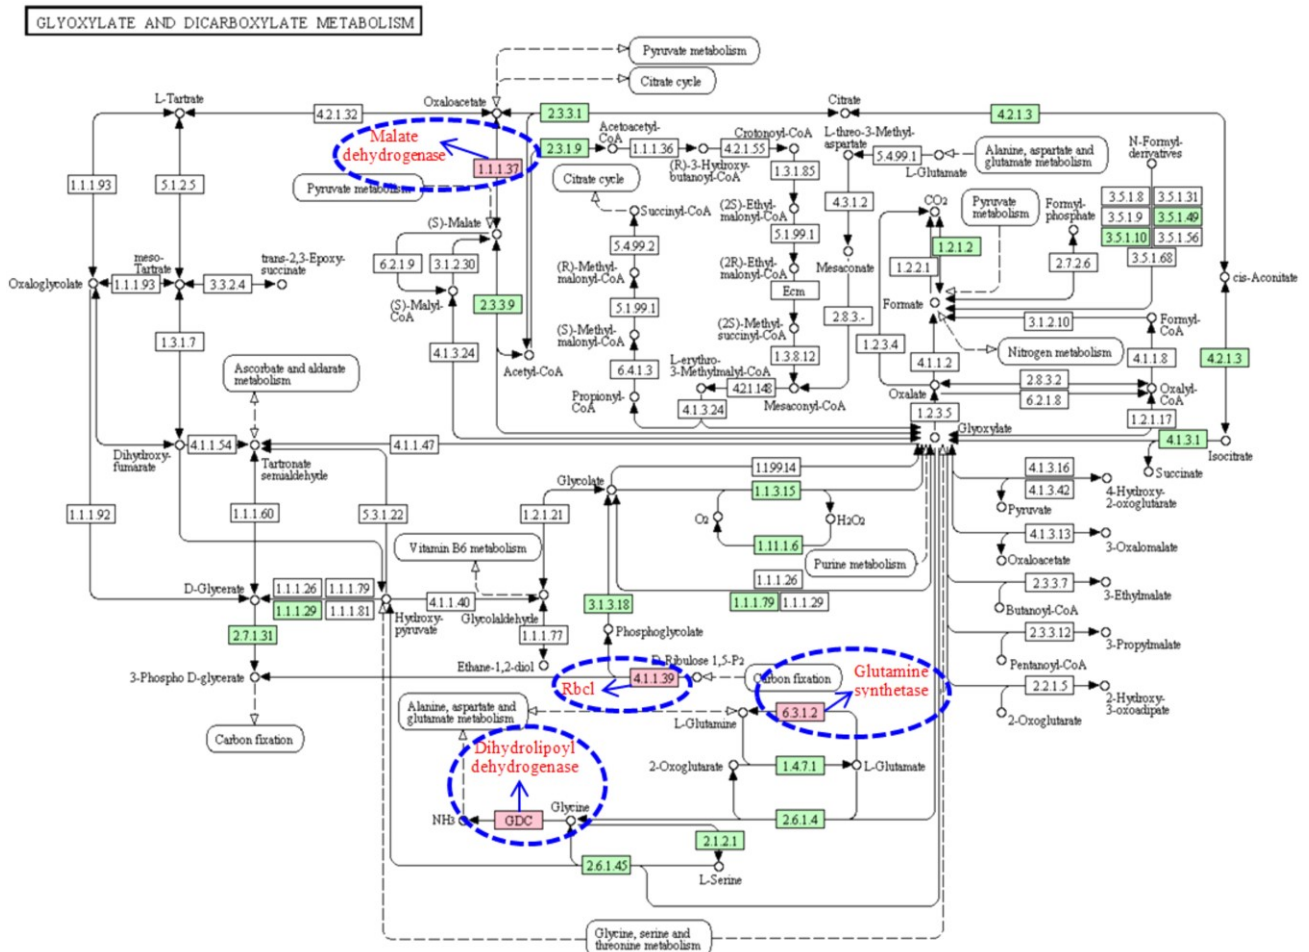 GLYOXYLATE AND DICARBOXYLATE METABOLISM
Pyruvate metabolism
Citrate cycle
L-Tartrate
4.2.1.32
Oxaloacetate
2.3.3.1
Citrate
4.2.1.3
Malate
dehydrogenase
1.1.1.37
2.3.1.9
Acetoacetyl-
CoA
1.1.1.36
Crotonoyl-CoA
4.2.1.55
(R)-3-Hydroxy-
butanoyl-CoA
L-threo-3-Methyl-
aspartate
5.4.99.1
L-Glutamate
Alanine, aspartate and
glutamate metabolism
N-Formyl-
derivatives
1.1.1.93
5.1.2.5
Pyruvate metabolism
Citrate cycle
1.3.1.85
4.3.1.2
CO2
Pyruvate
metabolism
Formyl-
phosphate
3.5.1.8
3.5.1.31
3.5.1.9
3.5.1.49
3.5.1.10
3.5.1.56
3.5.1.68
(S)-Malate
Succinyl-CoA
(2S)-Ethyl-
malonyl-CoA
5.4.99.2
5.1.99.1
1.2.1.2
1.2.2.1
2.7.2.6
6.2.1.9
3.1.2.30
meso-
Tartrate
trans-2,3-Epoxy-
succinate
Oxaloglycolate
1.1.1.93
3.3.2.4
(R)-Methyl-
malonyl-CoA
(2R)-Ethyl-
malonyl-CoA
Mesaconate
cis-Aconitate
(S)-Malyl-
CoA
2.3.3.9
5.1.99.1
Ecm
2.8.3.-
Formate
3.1.2.10
Formyl-
CoA
1.3.1.7
4.1.3.24
(S)-Methyl-
malonyl-CoA
(2S)-Methyl-
succinyl-CoA
1.2.3.4
4.1.1.2
Nitrogen metabolism
4.1.1.8
4.2.1.3
Ascorbate and aldarate
metabolism
Acetyl-CoA
6.4.1.3
L-erythro-
3-Methylmalyl-CoA
1.3.8.12
4.2.1.148
Mesaconyl-CoA
4.1.3.24
Propionyl-
CoA
2.8.3.2
6.2.1.8
Oxalate
Oxalyl-
CoA
1.2.3.5
1.2.1.17
Glyoxylate
4.1.3.1
Isocitrate
Succinate
Dihydroxy-
fumarate
4.1.1.54
Tartronate
semialdehyde
4.1.1.47
Glycolate
1.1.99.14
1.1.3.15
O2
H2O2
1.11.1.6
4.1.3.16
4.1.3.42
4-Hydroxy-
2-oxoglutarate
Pyruvate
1.1.1.92
1.1.1.60
5.3.1.22
1.2.1.21
4.1.3.13
3-Oxalomalate
Oxaloacetate
Vitamin B6 metabolism
Purine metabolism
D-Glycerate
1.1.1.26
1.1.1.79
1.1.1.29
1.1.1.81
Hydroxy-
pyruvate
4.1.1.40
Glycolaldehyde
3.1.3.18
1.1.1.26
1.1.1.79
1.1.1.29
2.3.3.7
3-Ethylmalate
Butanoyl-CoA
2.7.1.31
1.1.1.77
Phosphoglycolate
2.3.3.12
3-Propylmalate
Pentanoyl-CoA
3-Phospho D-glycerate
Ethane-1,2-diol
Rbcl
4.1.1.39
D-Ribulose 1,5-P2
Carbon fixation
Glutamine
synthetase
2.2.1.5
2-Hydroxy-
3-oxoadipate
2-Oxoglutarate
Carbon fixation
Alanine, aspartate and
glutamate metabolism
L-Glutamine
6.3.1.2
Dihydrolipoyl
dehydrogenase
2-Oxoglutarate
1.4.7.1
L-Glutamate
NH3
GDC
Glycine
2.6.1.4
2.1.2.1
2.6.1.45
L-Serine
Glycine, serine and
threonine metabolism